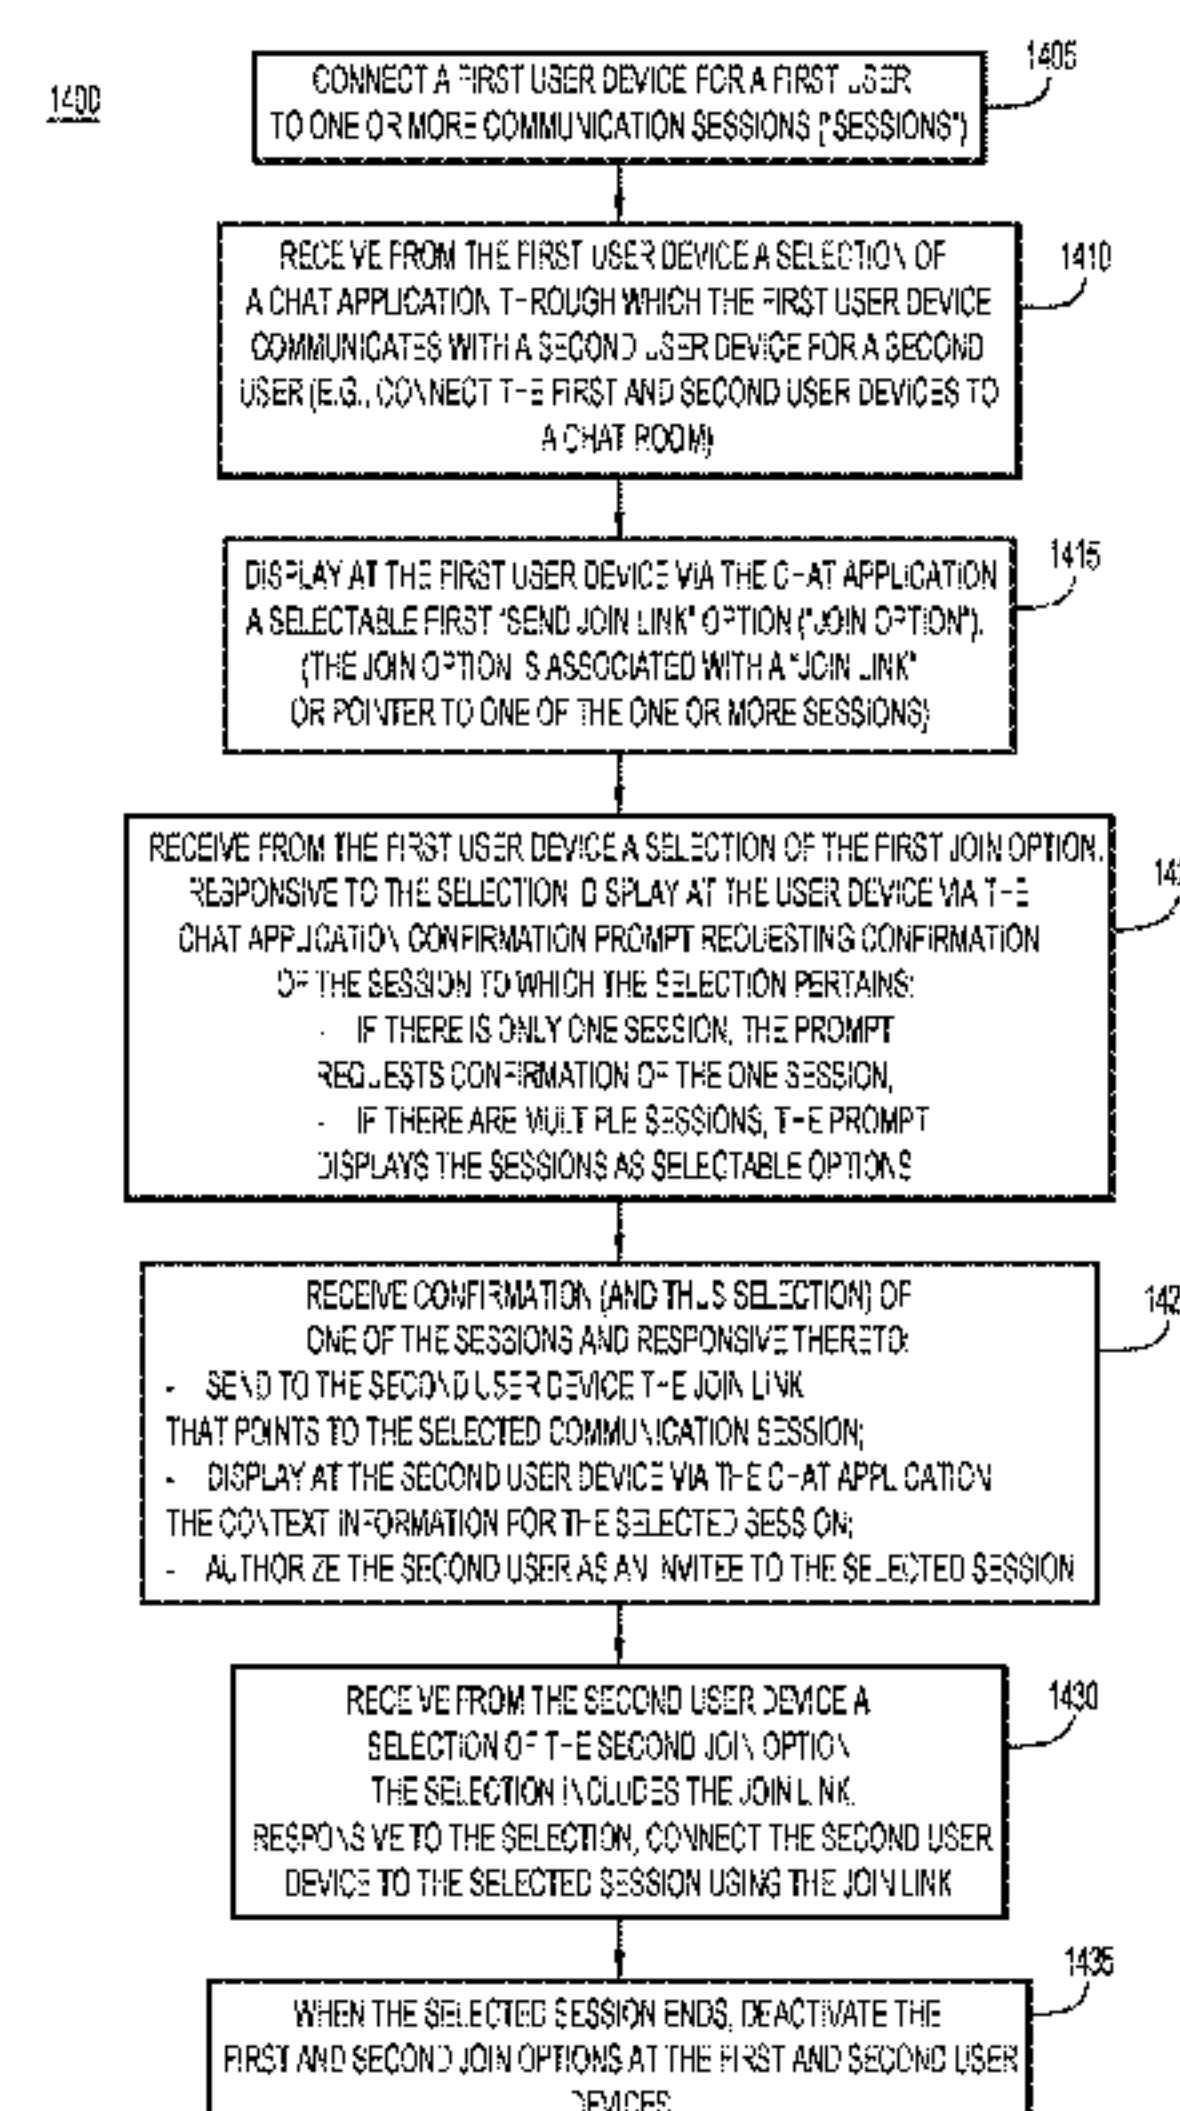 1400
1405
CONNECT A FIRST USER DEVICE FOR A FIRST USER
TO ONE OR MORE COMMUNICATION SESSIONS ("SESSIONS")
1410
RECEIVE FROM THE FIRST USER DEVICE A SELECTION OF
A CHAT APPLICATION THROUGH WHICH THE FIRST USER DEVICE
COMMUNICATES WITH A SECOND USER DEVICE FOR A SECOND
USER (E.G., CONNECT THE FIRST AND SECOND USER DEVICES TO
A CHAT ROOM)
1415
DISPLAY AT THE FIRST USER DEVICE VIA THE CHAT APPLICATION
A SELECTABLE FIRST "SEND JOIN LINK" OPTION ("JOIN OPTION").
(THE JOIN OPTION IS ASSOCIATED WITH A "JOIN LINK"
OR POINTER TO ONE OF THE ONE OR MORE SESSIONS)
142
RECEIVE FROM THE FIRST USER DEVICE A SELECTION OF THE FIRST JOIN OPTION.
RESPONSIVE TO THE SELECTION, DISPLAY AT THE USER DEVICE VIA THE
CHAT APPLICATION CONFIRMATION PROMPT REQUESTING CONFIRMATION
OF THE SESSION TO WHICH THE SELECTION PERTAINS:
- IF THERE IS ONLY ONE SESSION, THE PROMPT
REQUESTS CONFIRMATION OF THE ONE SESSION,
- IF THERE ARE MULTIPLE SESSIONS, THE PROMPT
DISPLAYS THE SESSIONS AS SELECTABLE OPTIONS
142
RECEIVE CONFIRMATION (AND THUS SELECTION) OF
ONE OF THE SESSIONS AND RESPONSIVE THERETO:
- SEND TO THE SECOND USER DEVICE THE JOIN LINK
THAT POINTS TO THE SELECTED COMMUNICATION SESSION;
- DISPLAY AT THE SECOND USER DEVICE VIA THE CHAT APPLICATION
THE CONTEXT INFORMATION FOR THE SELECTED SESSION;
- AUTHORIZE THE SECOND USER AS AN INVITEE TO THE SELECTED SESSION
1430
RECEIVE FROM THE SECOND USER DEVICE A
SELECTION OF THE SECOND JOIN OPTION
THE SELECTION INCLUDES THE JOIN LINK.
RESPONSIVE TO THE SELECTION, CONNECT THE SECOND USER
DEVICE TO THE SELECTED SESSION USING THE JOIN LINK
1435
WHEN THE SELECTED SESSION ENDS, DEACTIVATE THE
FIRST AND SECOND JOIN OPTIONS AT THE FIRST AND SECOND USER
DEVICES